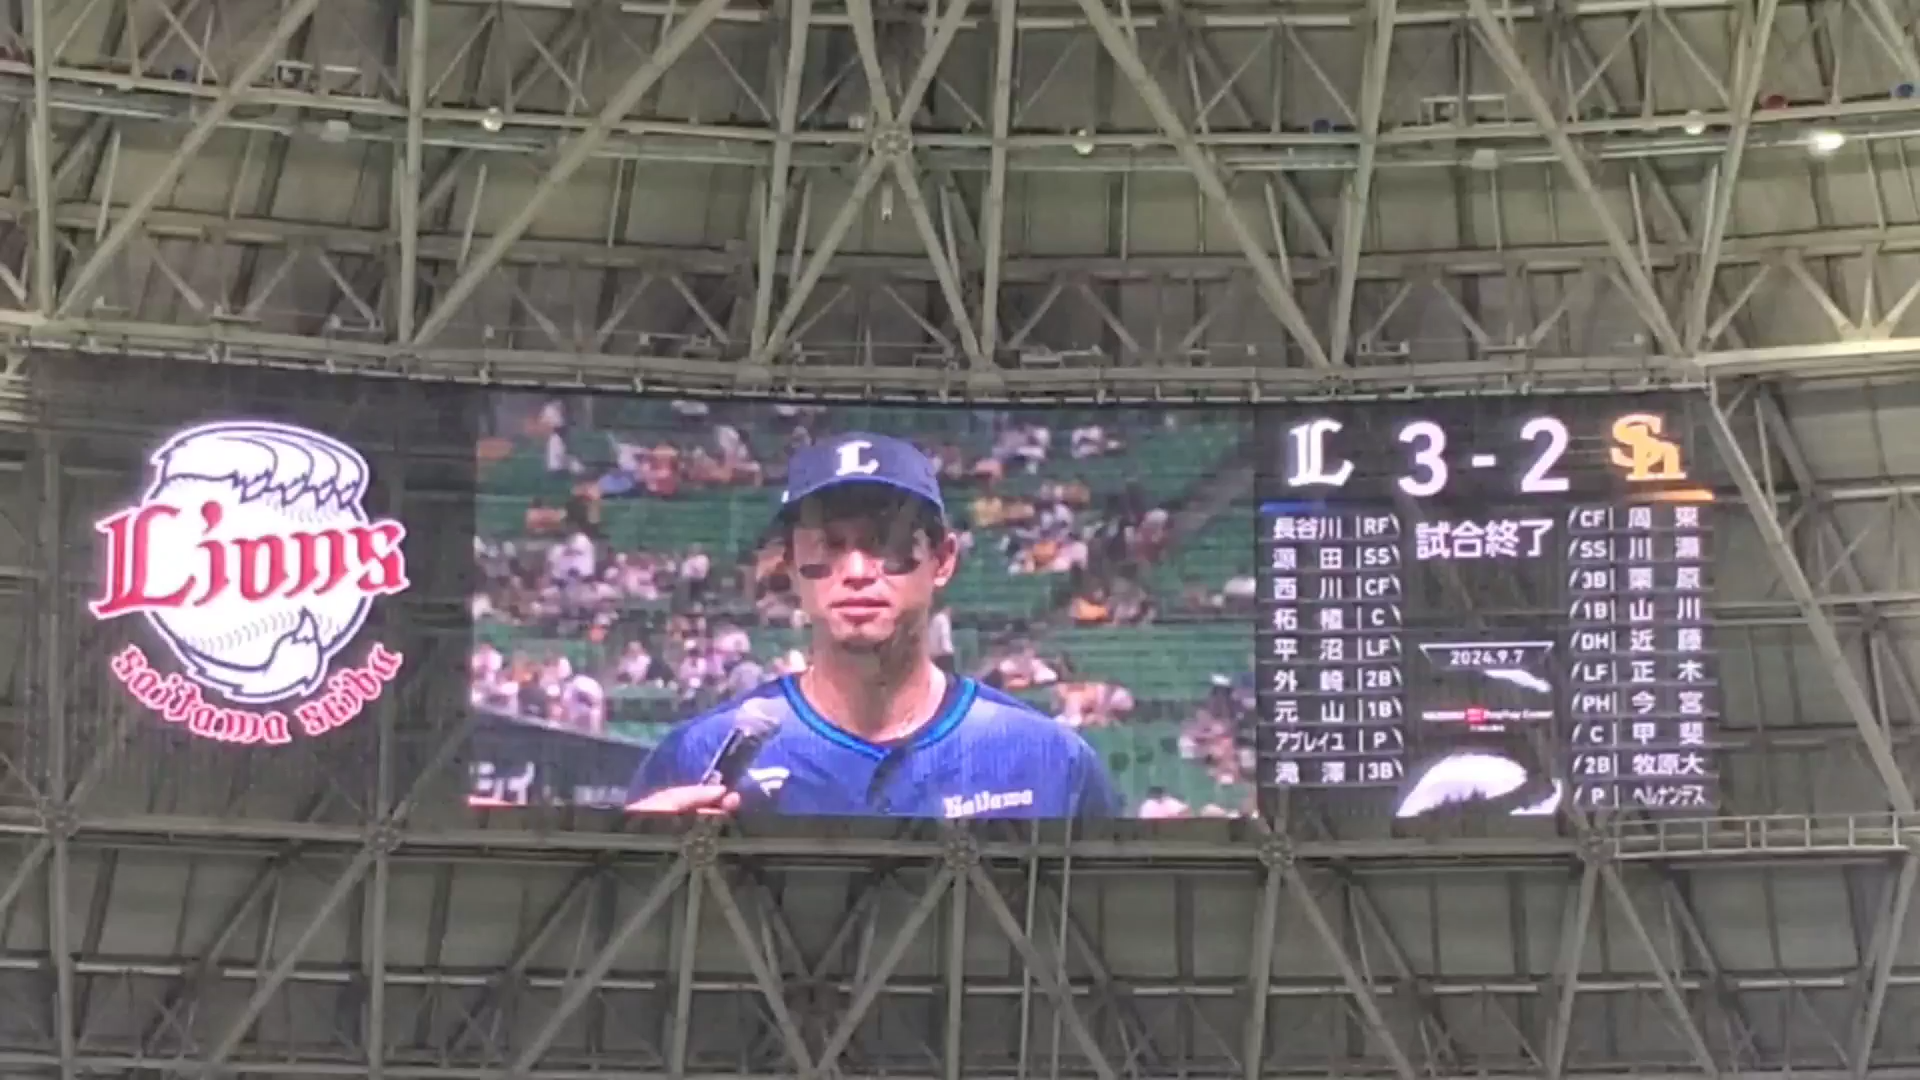 Lions
Saitama Seibu
L
Saitama
L 3 - 2 Sh
試合終了
長谷川 RF
源田 SS
西川 CF
柘植 C
平沼 LF
外崎 2B
元山 1B
アブレイユ P
滝澤 3B
2024.9.7
CF 周東
SS 川瀬
3B 栗原
1B 山川
DH 近藤
LF 正木
PH 今宮
C 甲斐
2B 牧原大
P ヘルナンデス